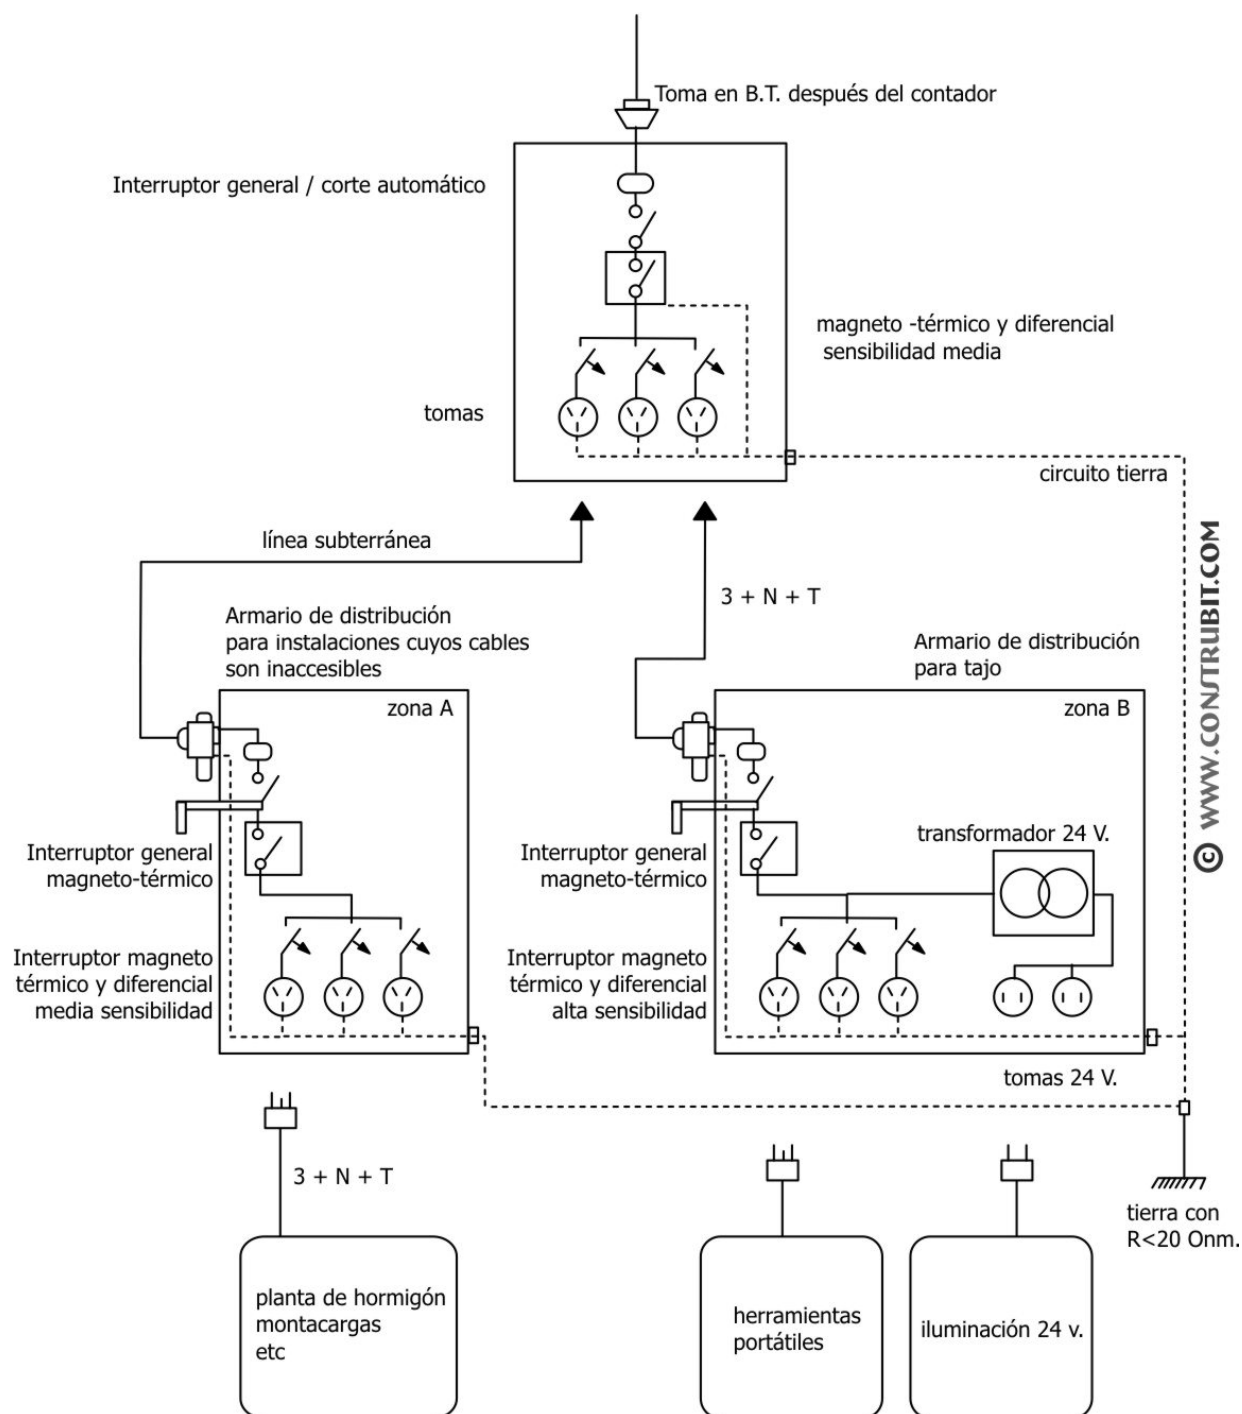 Toma en B.T. después del contador
Interruptor general / corte automático
magneto -térmico y diferencial
sensibilidad media
tomas
circuito tierra
línea subterránea
3 + N + T
Armario de distribución
para instalaciones cuyos cables
son inaccesibles
Armario de distribución
para tajo
zona A
zona B
transformador 24 V.
Interruptor general
magneto-térmico
Interruptor general
magneto-térmico
Interruptor magneto
térmico y diferencial
media sensibilidad
Interruptor magneto
térmico y diferencial
alta sensibilidad
tomas 24 V.
3 + N + T
tierra con
R<20 Onm.
planta de hormigón
montacargas
etc
herramientas
portátiles
iluminación 24 v.
© WWW.CONSTRUBIT.COM